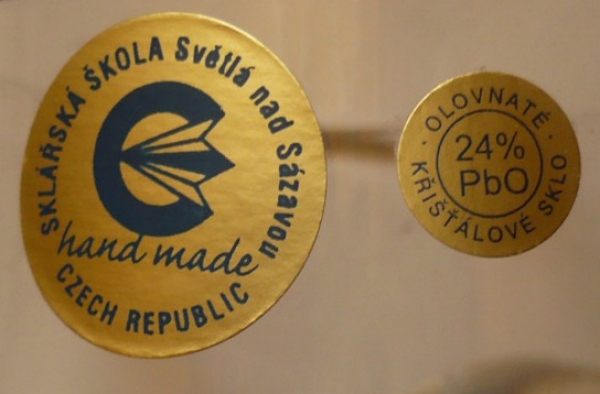 SKLÁŘSKÁ ŠKOLA Světlá nad Sázavou
hand made
CZECH REPUBLIC
· OLOVNATÉ ·
24%
PbO
KŘIŠŤÁLOVÉ SKLO